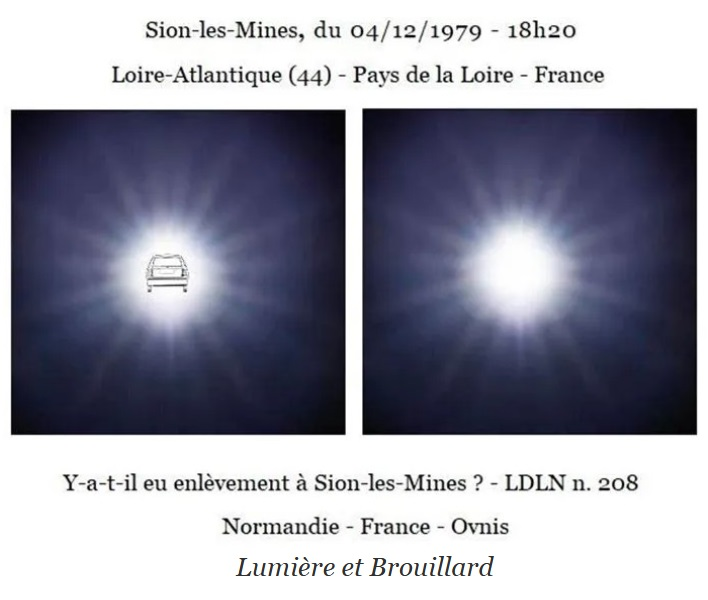 Sion-les-Mines, du 04/12/1979 - 18h20
Loire-Atlantique (44) - Pays de la Loire - France
Y-a-t-il eu enlèvement à Sion-les-Mines ? - LDLN n. 208
Normandie - France - Ovnis
Lumière et Brouillard